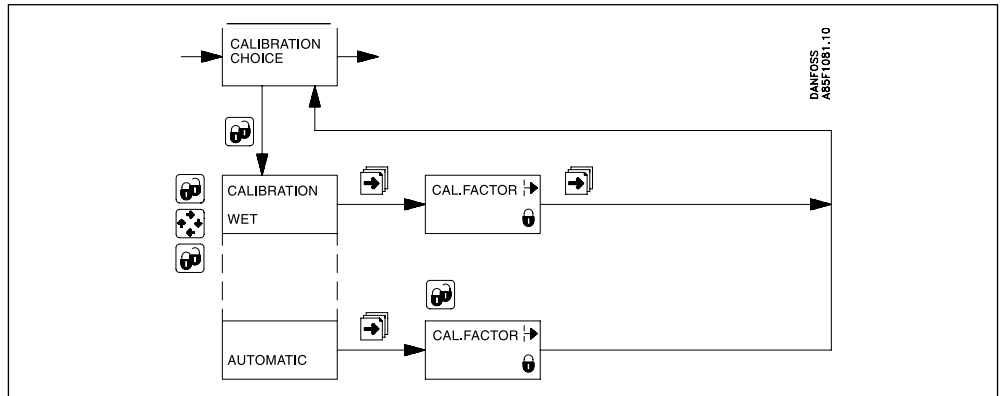 CALIBRATION
CHOICE
DANFOSS
A85F1081.10
CALIBRATION
WET
CAL.FACTOR
AUTOMATIC
CAL.FACTOR